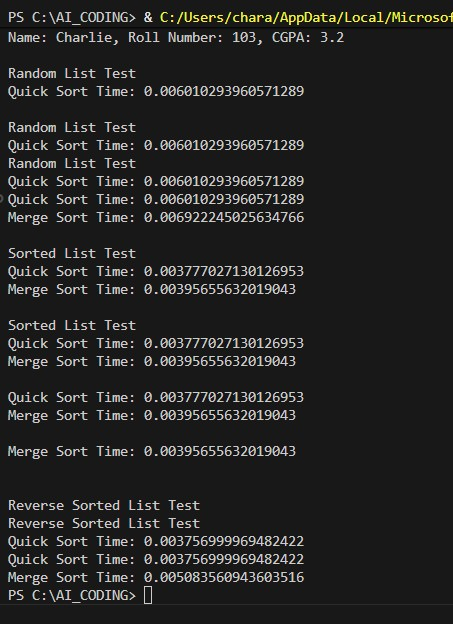 PS C:\AI_CODING> & C:/Users/chara/AppData/Local/Microsof
Name: Charlie, Roll Number: 103, CGPA: 3.2
Random List Test
Quick Sort Time: 0.006010293960571289
Random List Test
Quick Sort Time: 0.006010293960571289
Random List Test
Quick Sort Time: 0.006010293960571289
Quick Sort Time: 0.006010293960571289
Merge Sort Time: 0.006922245025634766
Sorted List Test
Quick Sort Time: 0.003777027130126953
Merge Sort Time: 0.00395655632019043
Sorted List Test
Quick Sort Time: 0.003777027130126953
Merge Sort Time: 0.00395655632019043
Quick Sort Time: 0.003777027130126953
Merge Sort Time: 0.00395655632019043
Merge Sort Time: 0.00395655632019043
Reverse Sorted List Test
Reverse Sorted List Test
Quick Sort Time: 0.003756999969482422
Quick Sort Time: 0.003756999969482422
Merge Sort Time: 0.005083560943603516
PS C:\AI_CODING>